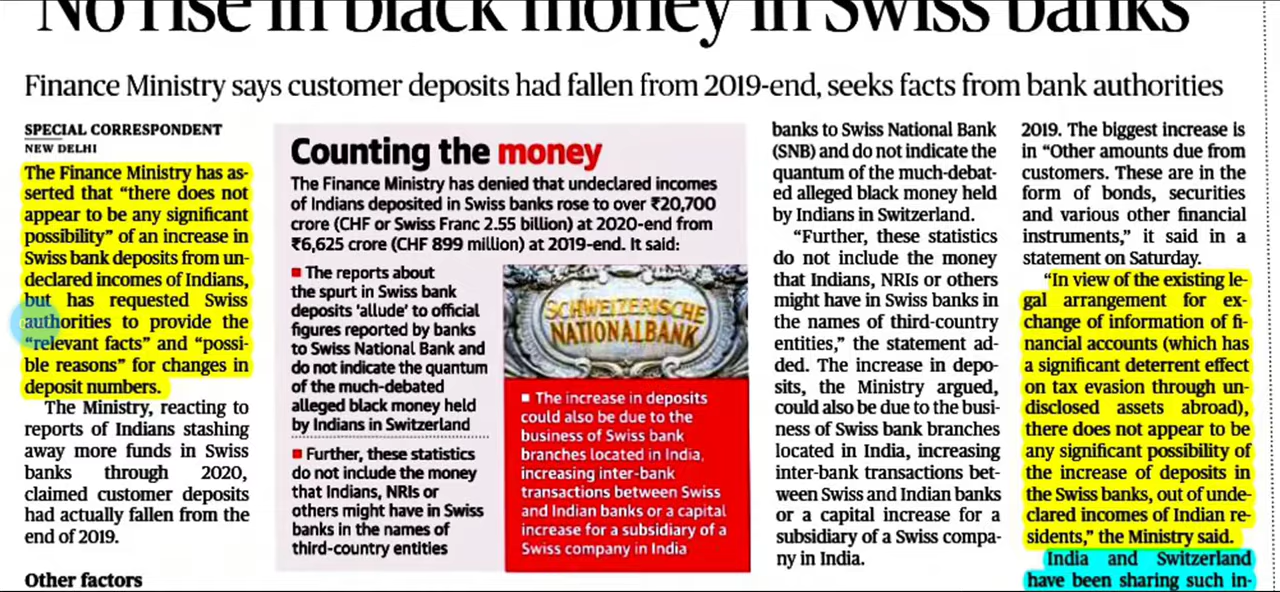 No rise in black money in Swiss banks
Finance Ministry says customer deposits had fallen from 2019-end, seeks facts from bank authorities
SPECIAL CORRESPONDENT
NEW DELHI
The Finance Ministry has as-
serted that “there does not
appear to be any significant
possibility” of an increase in
Swiss bank deposits from un-
declared incomes of Indians,
but has requested Swiss
authorities to provide the
“relevant facts” and “possi-
ble reasons” for changes in
deposit numbers.
The Ministry, reacting to
reports of Indians stashing
away more funds in Swiss
banks through 2020,
claimed customer deposits
had actually fallen from the
end of 2019.
Other factors
Counting the money
The Finance Ministry has denied that undeclared incomes
of Indians deposited in Swiss banks rose to over ₹20,700
crore (CHF or Swiss Franc 2.55 billion) at 2020-end from
₹6,625 crore (CHF 899 million) at 2019-end. It said:
The reports about
the spurt in Swiss bank
deposits ‘allude’ to official
figures reported by banks
to Swiss National Bank and
do not indicate the quantum
of the much-debated
alleged black money held
by Indians in Switzerland
Further, these statistics
do not include the money
that Indians, NRIs or
others might have in Swiss
banks in the names of
third-country entities
SCHWEIZERISCHE
NATIONALBANK
The increase in deposits
could also be due to the
business of Swiss bank
branches located in India,
increasing inter-bank
transactions between Swiss
and Indian banks or a capital
increase for a subsidiary of a
Swiss company in India
banks to Swiss National Bank
(SNB) and do not indicate the
quantum of the much-debat-
ed alleged black money held
by Indians in Switzerland.
“Further, these statistics
do not include the money
that Indians, NRIs or others
might have in Swiss banks in
the names of third-country
entities,” the statement ad-
ded. The increase in depo-
sits, the Ministry argued,
could also be due to the busi-
ness of Swiss bank branches
located in India, increasing
inter-bank transactions bet-
ween Swiss and Indian banks
or a capital increase for a
subsidiary of a Swiss compa-
ny in India.
2019. The biggest increase is
in “Other amounts due from
customers. These are in the
form of bonds, securities
and various other financial
instruments,” it said in a
statement on Saturday.
“In view of the existing le-
gal arrangement for ex-
change of information of fi-
nancial accounts (which has
a significant deterrent effect
on tax evasion through un-
disclosed assets abroad),
there does not appear to be
any significant possibility of
the increase of deposits in
the Swiss banks, out of unde-
clared incomes of Indian re-
sidents,” the Ministry said.
India and Switzerland
have been sharing such in-